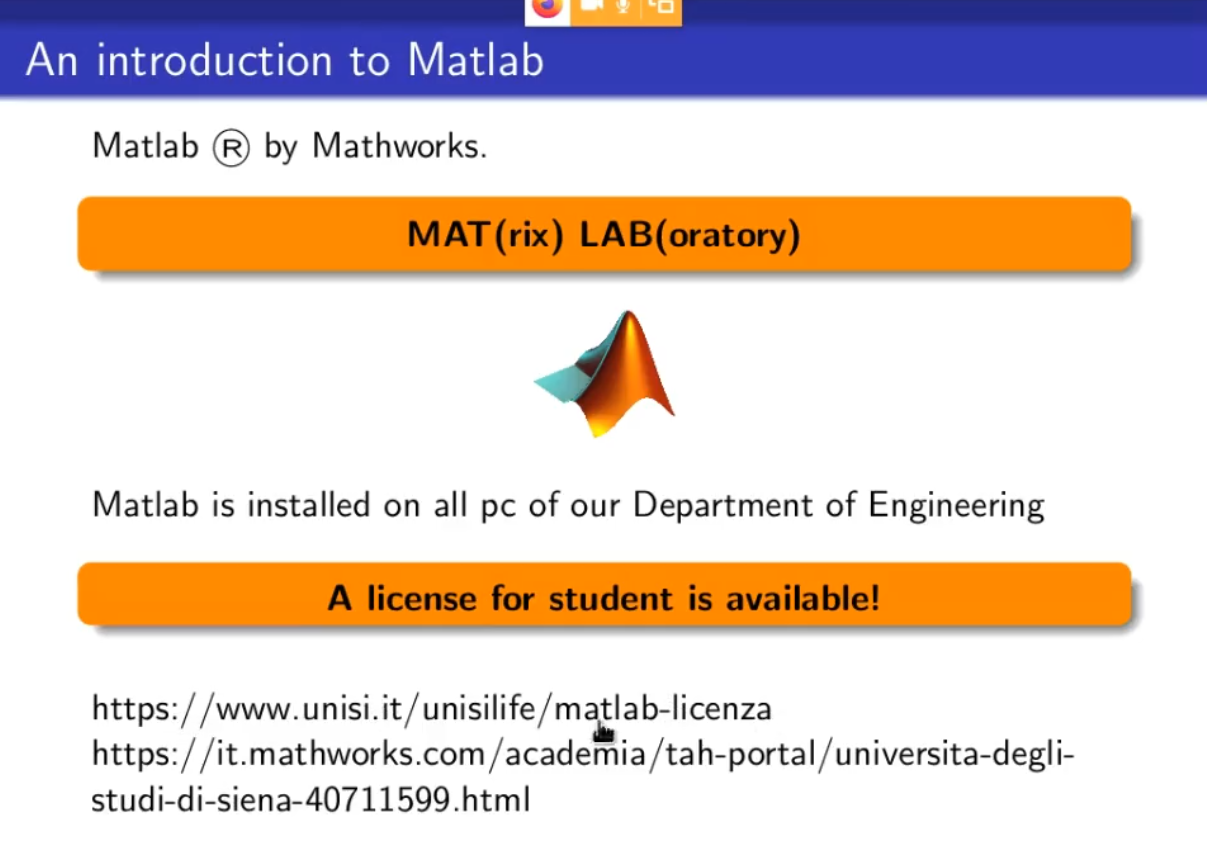 An introduction to Matlab
Matlab ® by Mathworks.
MAT(rix) LAB(oratory)
Matlab is installed on all pc of our Department of Engineering
A license for student is available!
https://www.unisi.it/unisilife/matlab-licenza
https://it.mathworks.com/academia/tah-portal/universita-degli-
studi-di-siena-40711599.html